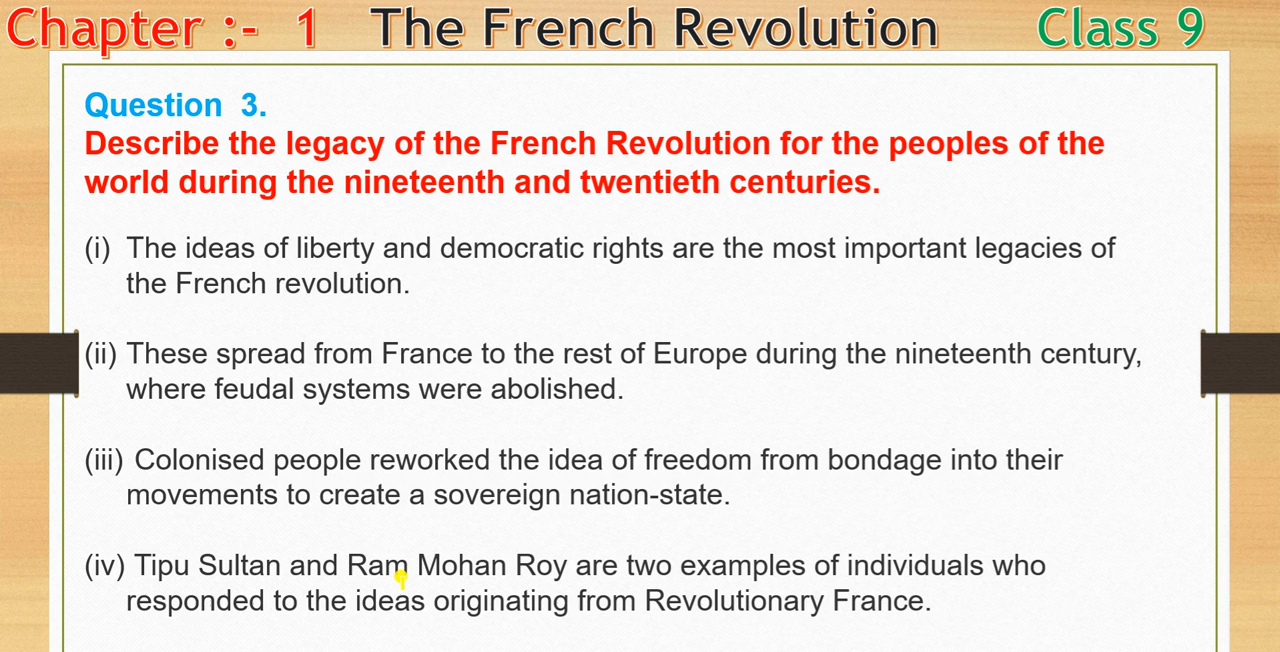 Chapter :- 1 The French Revolution Class 9
Question 3.
Describe the legacy of the French Revolution for the peoples of the
world during the nineteenth and twentieth centuries.
(i) The ideas of liberty and democratic rights are the most important legacies of
the French revolution.
(ii) These spread from France to the rest of Europe during the nineteenth century,
where feudal systems were abolished.
(iii) Colonised people reworked the idea of freedom from bondage into their
movements to create a sovereign nation-state.
(iv) Tipu Sultan and Ram Mohan Roy are two examples of individuals who
responded to the ideas originating from Revolutionary France.